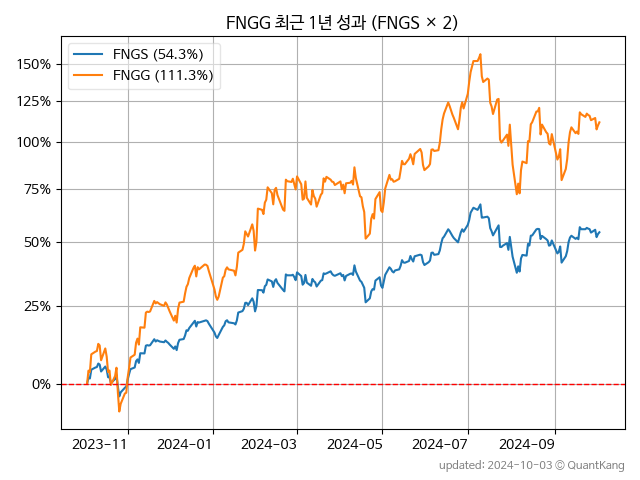 FNGG 최근 1년 성과 (FNGS × 2)
FNGS (54.3%)
FNGG (111.3%)
150%
125%
100%
75%
50%
25%
0%
2023-11 2024-01 2024-03 2024-05 2024-07 2024-09
updated: 2024-10-03 © QuantKang